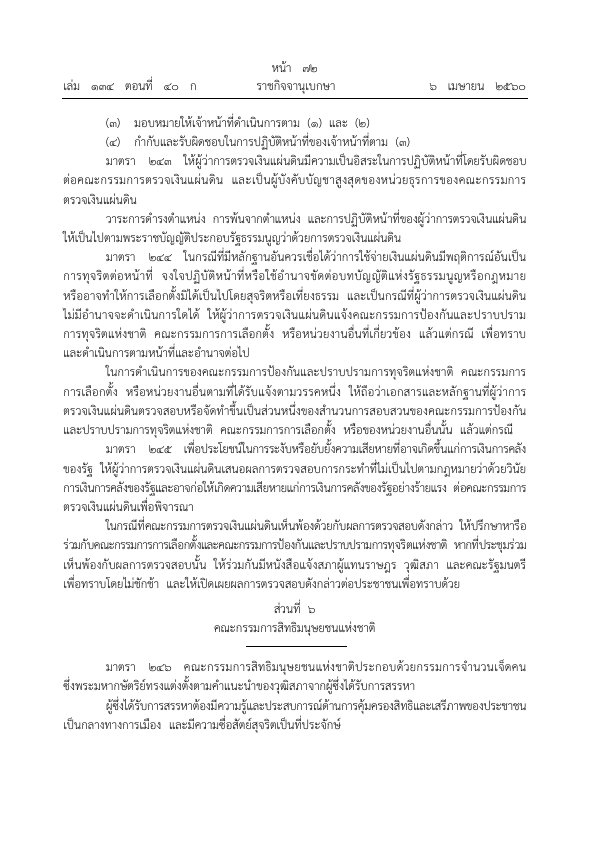 หน้า ๗๒
เล่ม ๑๓๔ ตอนที่ ๔๐ ก ราชกิจจานุเบกษา ๖ เมษายน ๒๕๖๐
(๓) มอบหมายให้เจ้าหน้าที่ดำเนินการตาม (๑) และ (๒)
(๔) กำกับและรับผิดชอบในการปฏิบัติหน้าที่ของเจ้าหน้าที่ตาม (๓)
มาตรา ๒๔๓ ให้ผู้ว่าการตรวจเงินแผ่นดินมีความเป็นอิสระในการปฏิบัติหน้าที่โดยรับผิดชอบ
ต่อคณะกรรมการตรวจเงินแผ่นดิน และเป็นผู้บังคับบัญชาสูงสุดของหน่วยธุรการของคณะกรรมการ
ตรวจเงินแผ่นดิน
วาระการดำรงตำแหน่ง การพ้นจากตำแหน่ง และการปฏิบัติหน้าที่ของผู้ว่าการตรวจเงินแผ่นดิน
ให้เป็นไปตามพระราชบัญญัติประกอบรัฐธรรมนูญว่าด้วยการตรวจเงินแผ่นดิน
มาตรา ๒๔๔ ในกรณีที่มีหลักฐานอันควรเชื่อได้ว่าการใช้จ่ายเงินแผ่นดินมีพฤติการณ์อันเป็น
การทุจริตต่อหน้าที่ จงใจปฏิบัติหน้าที่หรือใช้อำนาจขัดต่อบทบัญญัติแห่งรัฐธรรมนูญหรือกฎหมาย
หรืออาจทำให้การเลือกตั้งมิได้เป็นไปโดยสุจริตหรือเที่ยงธรรม และเป็นกรณีที่ผู้ว่าการตรวจเงินแผ่นดิน
ไม่มีอำนาจจะดำเนินการใดได้ ให้ผู้ว่าการตรวจเงินแผ่นดินแจ้งคณะกรรมการป้องกันและปราบปราม
การทุจริตแห่งชาติ คณะกรรมการการเลือกตั้ง หรือหน่วยงานอื่นที่เกี่ยวข้อง แล้วแต่กรณี เพื่อทราบ
และดำเนินการตามหน้าที่และอำนาจต่อไป
ในการดำเนินการของคณะกรรมการป้องกันและปราบปรามการทุจริตแห่งชาติ คณะกรรมการ
การเลือกตั้ง หรือหน่วยงานอื่นตามที่ได้รับแจ้งตามวรรคหนึ่ง ให้ถือว่าเอกสารและหลักฐานที่ผู้ว่าการ
ตรวจเงินแผ่นดินตรวจสอบหรือจัดทำขึ้นเป็นส่วนหนึ่งของสำนวนการสอบสวนของคณะกรรมการป้องกัน
และปราบปรามการทุจริตแห่งชาติ คณะกรรมการการเลือกตั้ง หรือของหน่วยงานอื่นนั้น แล้วแต่กรณี
มาตรา ๒๔๕ เพื่อประโยชน์ในการระงับหรือยับยั้งความเสียหายที่อาจเกิดขึ้นแก่การเงินการคลัง
ของรัฐ ให้ผู้ว่าการตรวจเงินแผ่นดินเสนอผลการตรวจสอบการกระทำที่ไม่เป็นไปตามกฎหมายว่าด้วยวินัย
การเงินการคลังของรัฐและอาจก่อให้เกิดความเสียหายแก่การเงินการคลังของรัฐอย่างร้ายแรง ต่อคณะกรรมการ
ตรวจเงินแผ่นดินเพื่อพิจารณา
ในกรณีที่คณะกรรมการตรวจเงินแผ่นดินเห็นพ้องด้วยกับผลการตรวจสอบดังกล่าว ให้ปรึกษาหารือ
ร่วมกับคณะกรรมการการเลือกตั้งและคณะกรรมการป้องกันและปราบปรามการทุจริตแห่งชาติ หากที่ประชุมร่วม
เห็นพ้องกับผลการตรวจสอบนั้น ให้ร่วมกันมีหนังสือแจ้งสภาผู้แทนราษฎร วุฒิสภา และคณะรัฐมนตรี
เพื่อทราบโดยไม่ชักช้า และให้เปิดเผยผลการตรวจสอบดังกล่าวต่อประชาชนเพื่อทราบด้วย
ส่วนที่ ๖
คณะกรรมการสิทธิมนุษยชนแห่งชาติ
มาตรา ๒๔๖ คณะกรรมการสิทธิมนุษยชนแห่งชาติประกอบด้วยกรรมการจำนวนเจ็ดคน
ซึ่งพระมหากษัตริย์ทรงแต่งตั้งตามคำแนะนำของวุฒิสภาจากผู้ซึ่งได้รับการสรรหา
ผู้ซึ่งได้รับการสรรหาต้องมีความรู้และประสบการณ์ด้านการคุ้มครองสิทธิและเสรีภาพของประชาชน
เป็นกลางทางการเมือง และมีความซื่อสัตย์สุจริตเป็นที่ประจักษ์